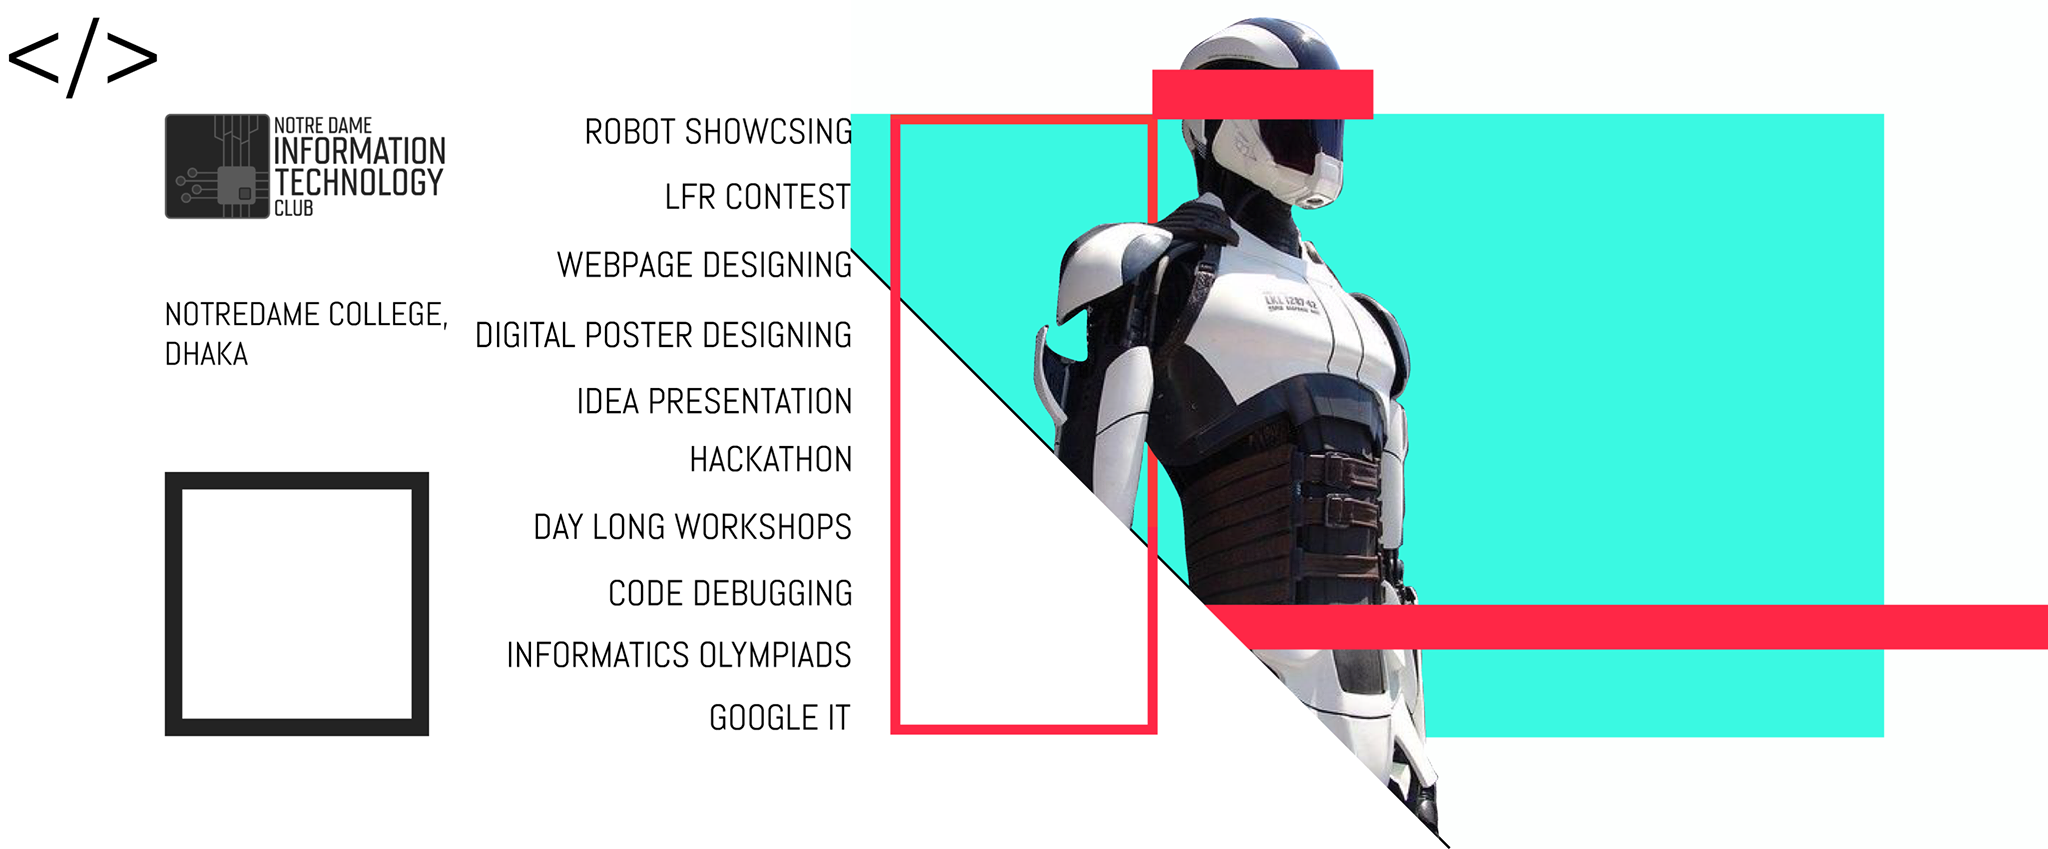 </>
NOTRE DAME
INFORMATION
TECHNOLOGY
CLUB
NOTREDAME COLLEGE,
DHAKA
ROBOT SHOWCSING
LFR CONTEST
WEBPAGE DESIGNING
DIGITAL POSTER DESIGNING
IDEA PRESENTATION
HACKATHON
DAY LONG WORKSHOPS
CODE DEBUGGING
INFORMATICS OLYMPIADS
GOOGLE IT